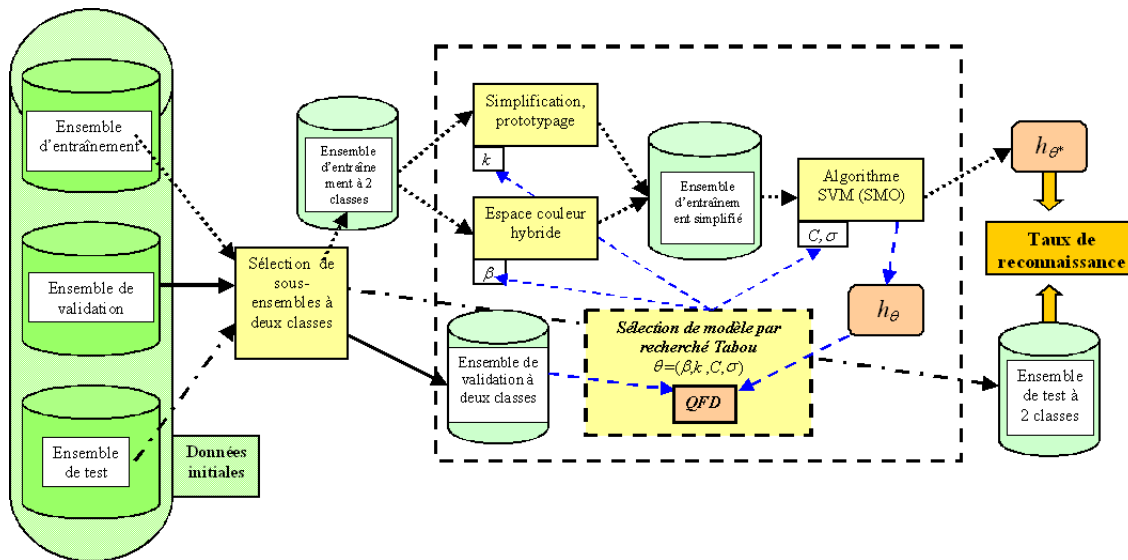 Ensemble
d'entraînement
Ensemble de
validation
Ensemble
de test
Données
initiales
Sélection de
sous-
ensembles à
deux classes
Ensemble
d'entraîne
ment à 2
classes
Simplification,
prototypage
k
Espace couleur
hybride
β
Ensemble
d'entraînem
ent simplifié
Algorithme
SVM (SMO)
C, σ
hθ*
Taux de
reconnaissance
hθ
Ensemble
de validation à
deux classes
Sélection de modèle par
recherché Tabou
θ=(β,k ,C,σ)
QFD
Ensemble
de test à
2 classes